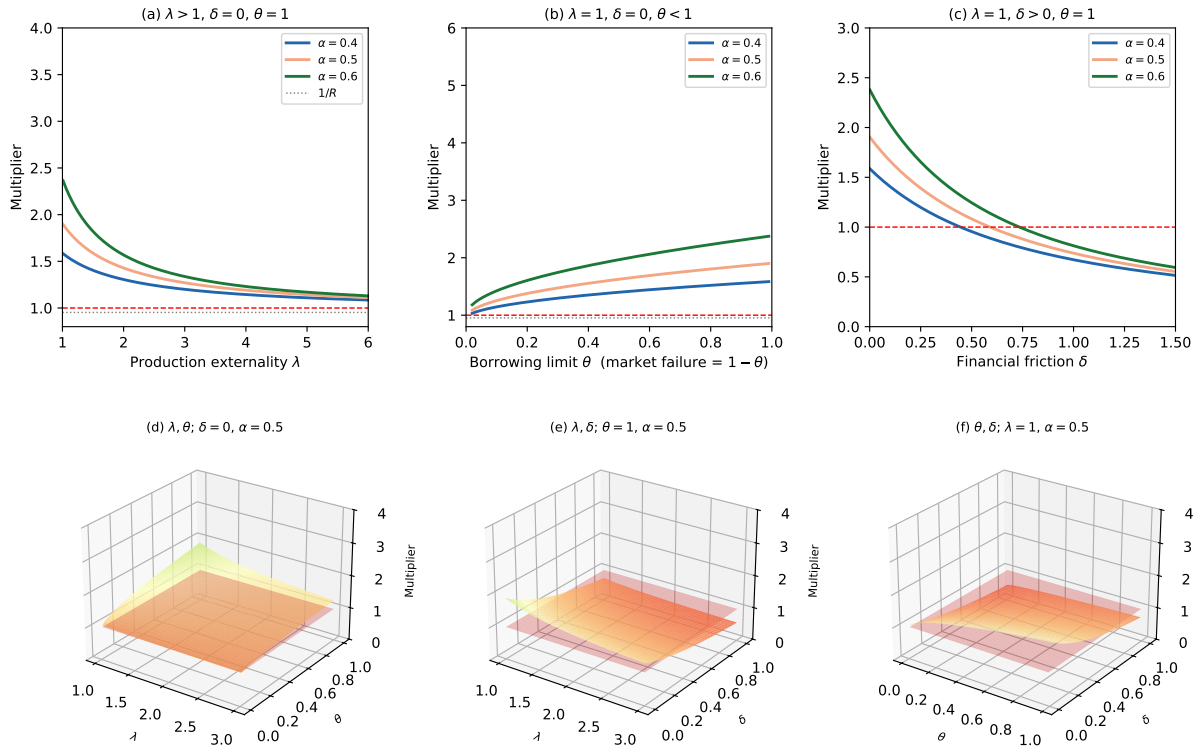 (a) λ > 1, δ = 0, θ = 1
4.0
3.5
3.0
2.5
2.0
1.5
1.0
Multiplier
α = 0.4
α = 0.5
α = 0.6
1/R
1 2 3 4 5 6
Production externality λ
(b) λ = 1, δ = 0, θ < 1
6
5
4
3
2
1
Multiplier
α = 0.4
α = 0.5
α = 0.6
0.0 0.2 0.4 0.6 0.8 1.0
Borrowing limit θ (market failure = 1 − θ)
(c) λ = 1, δ > 0, θ = 1
3.0
2.5
2.0
1.5
1.0
0.5
0.0
Multiplier
α = 0.4
α = 0.5
α = 0.6
0.00 0.25 0.50 0.75 1.00 1.25 1.50
Financial friction δ
(d) λ, θ; δ = 0, α = 0.5
4
3
2
1
0
Multiplier
1.0 1.5 2.0 2.5 3.0
λ
0.0 0.2 0.4 0.6 0.8 1.0
θ
(e) λ, δ; θ = 1, α = 0.5
4
3
2
1
0
Multiplier
1.0 1.5 2.0 2.5 3.0
λ
0.0 0.2 0.4 0.6 0.8 1.0
δ
(f) θ, δ; λ = 1, α = 0.5
4
3
2
1
0
0.0 0.2 0.4 0.6 0.8 1.0
θ
0.0 0.2 0.4 0.6 0.8 1.0
δ